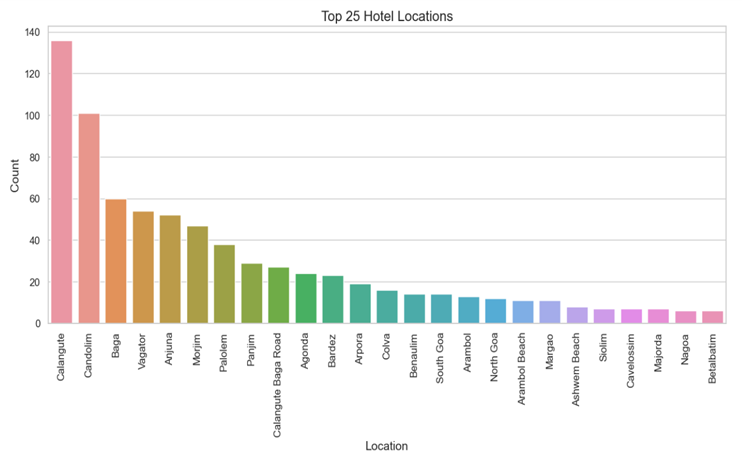 Top 25 Hotel Locations
140
120
100
80
60
40
20
0
Count
Calangute
Candolim
Baga
Vagator
Anjuna
Morjim
Palolem
Panjim
Calangute Baga Road
Agonda
Bardez
Arpora
Colva
Benaulim
South Goa
Arambol
North Goa
Arambol Beach
Margao
Ashwem Beach
Siolim
Cavelossim
Majorda
Nagoa
Betalbatim
Location